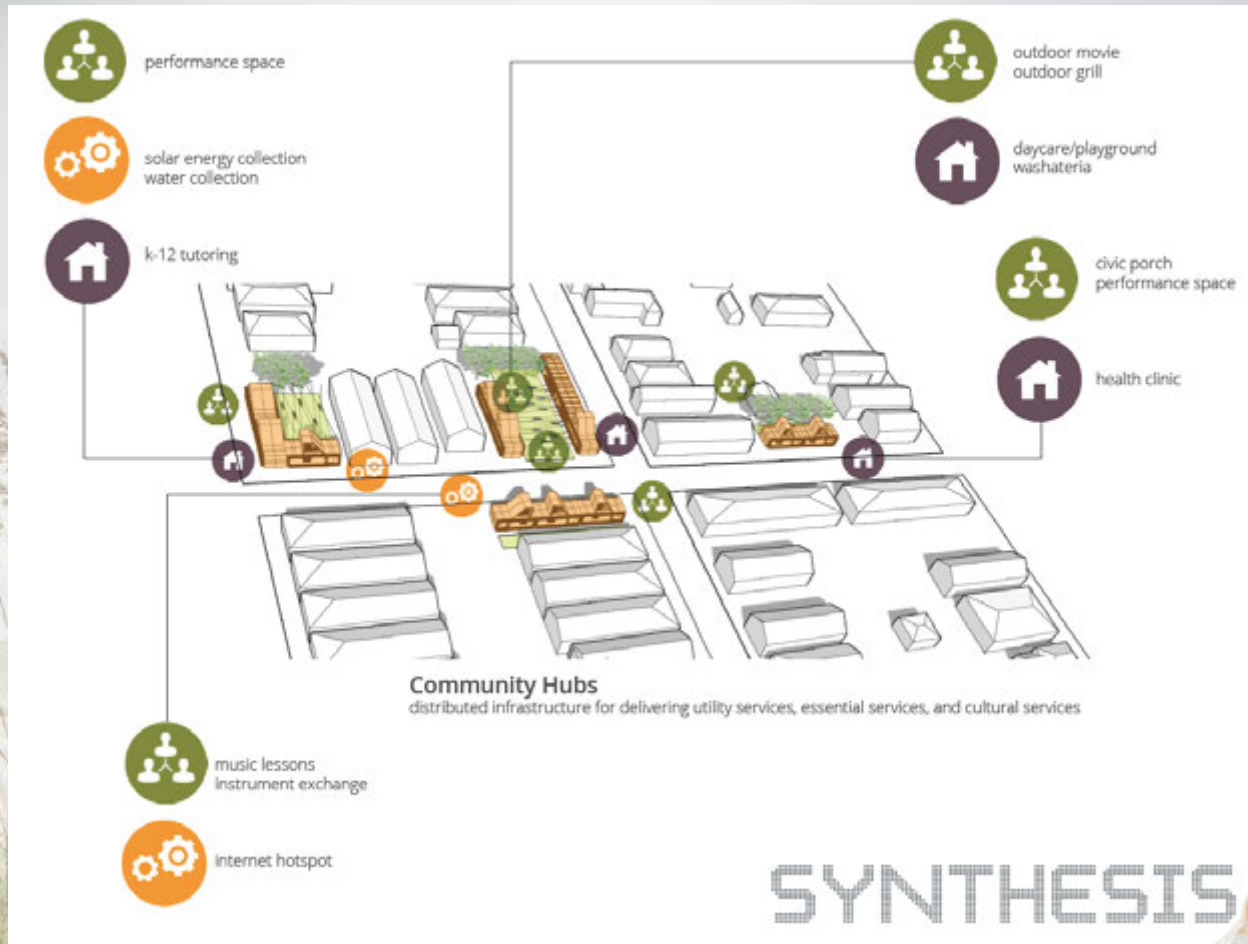 performance space
solar energy collection
water collection
k-12 tutoring
outdoor movie
outdoor grill
daycare/playground
washateria
civic porch
performance space
health clinic
Community Hubs
distributed infrastructure for delivering utility services, essential services, and cultural services
music lessons
instrument exchange
internet hotspot
SYNTHESIS